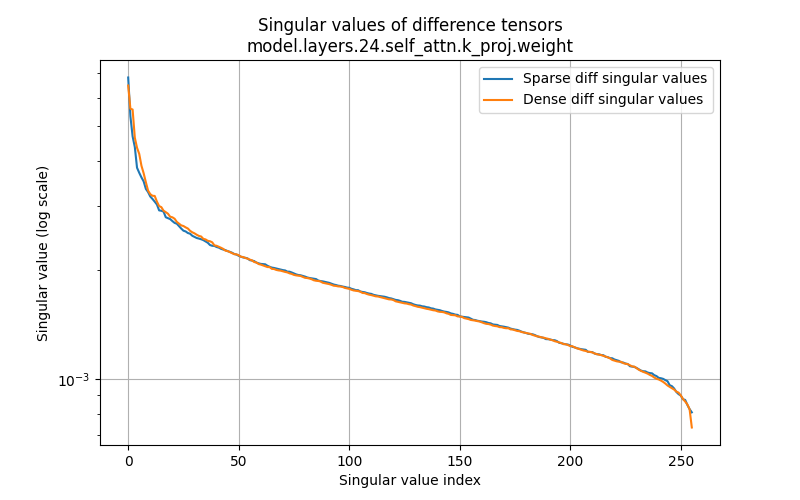 Singular values of difference tensors
model.layers.24.self_attn.k_proj.weight
Sparse diff singular values
Dense diff singular values
Singular value (log scale)
10⁻³
0 50 100 150 200 250
Singular value index